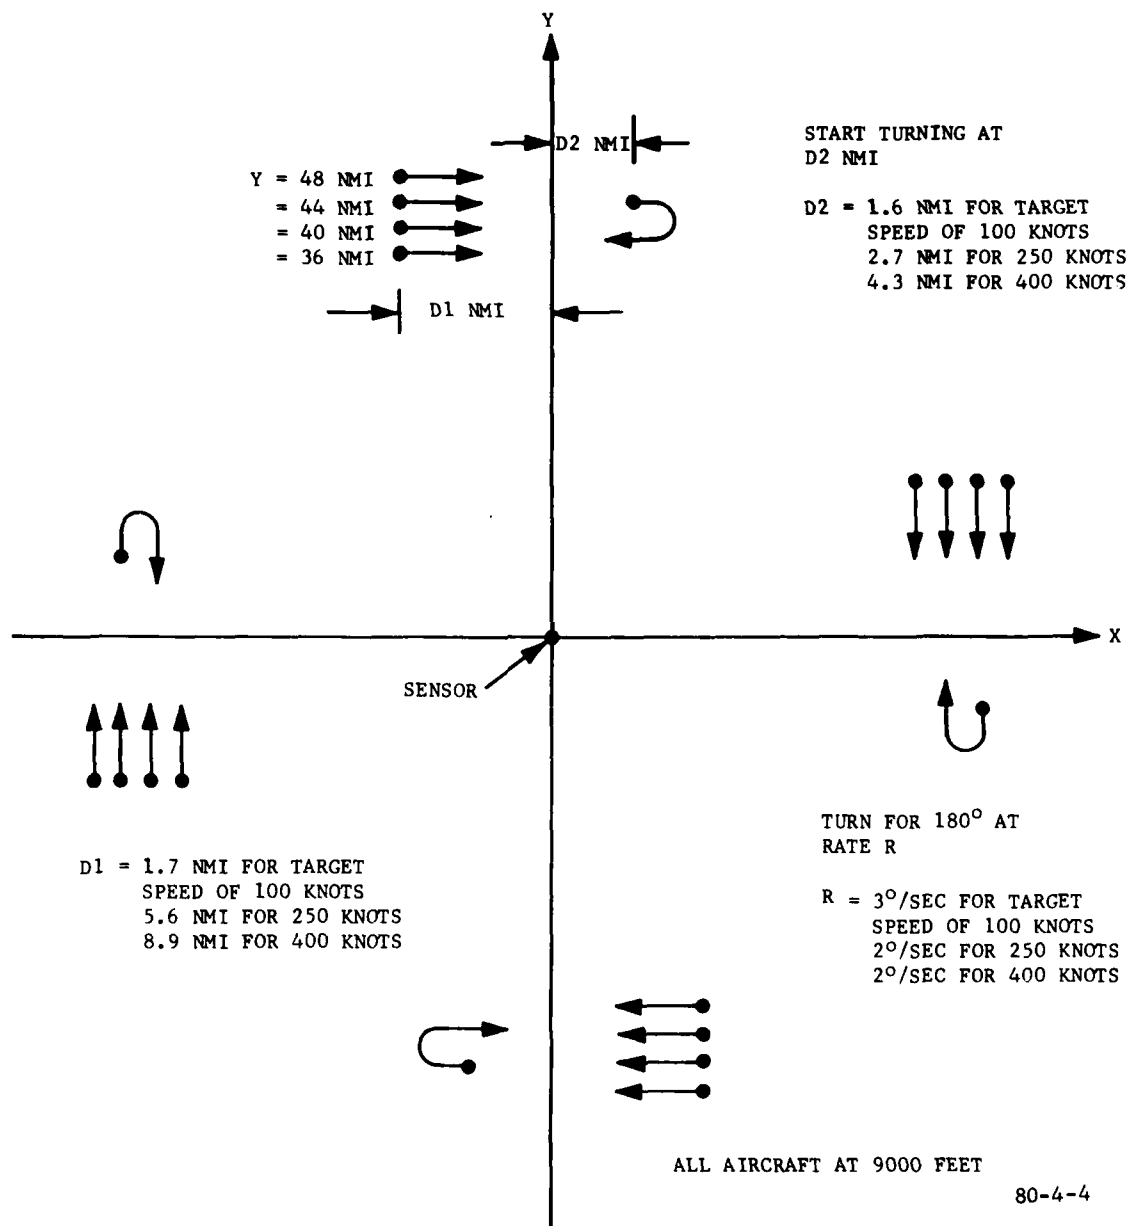 Y
D2 NMI
START TURNING AT
D2 NMI
Y = 48 NMI
= 44 NMI
= 40 NMI
= 36 NMI
D2 = 1.6 NMI FOR TARGET
SPEED OF 100 KNOTS
2.7 NMI FOR 250 KNOTS
4.3 NMI FOR 400 KNOTS
D1 NMI
X
SENSOR
D1 = 1.7 NMI FOR TARGET
SPEED OF 100 KNOTS
5.6 NMI FOR 250 KNOTS
8.9 NMI FOR 400 KNOTS
TURN FOR 180° AT
RATE R
R = 3°/SEC FOR TARGET
SPEED OF 100 KNOTS
2°/SEC FOR 250 KNOTS
2°/SEC FOR 400 KNOTS
ALL AIRCRAFT AT 9000 FEET
80-4-4